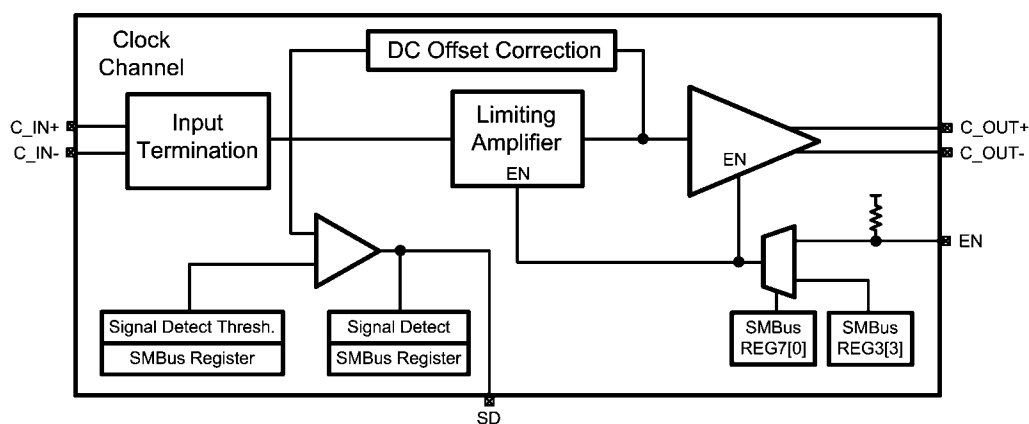 Clock
Channel
DC Offset Correction
C_IN+
C_IN-
Input
Termination
Limiting
Amplifier
EN
EN
C_OUT+
C_OUT-
EN
Signal Detect Thresh.
SMBus Register
Signal Detect
SMBus Register
SMBus
REG7[0]
SMBus
REG3[3]
SD